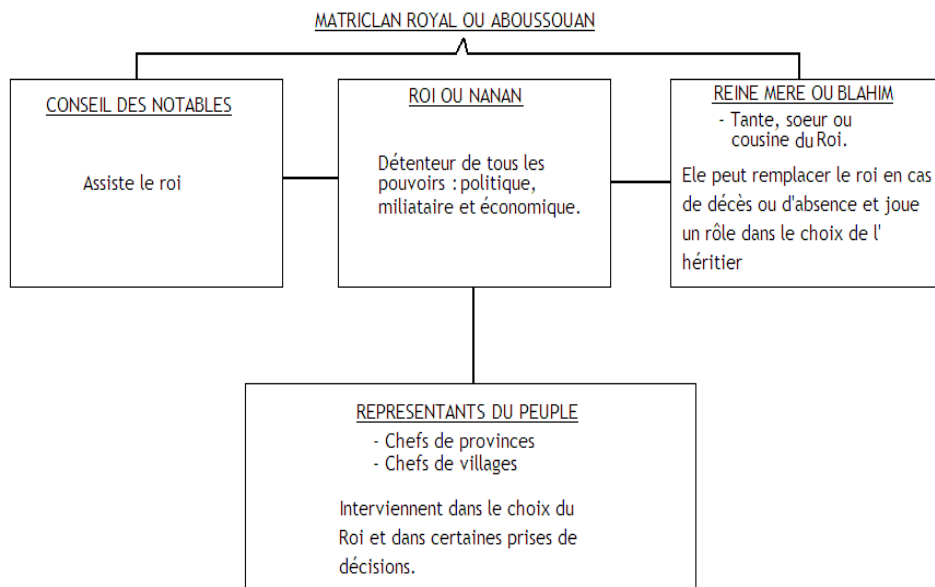 MATRICLAN ROYAL OU ABOUSSOUAN
CONSEIL DES NOTABLES
Assiste le roi
ROI OU NANAN
Détenteur de tous les
pouvoirs : politique,
miliataire et économique.
REINE MERE OU BLAHIM
- Tante, soeur ou
cousine du Roi.
Ele peut remplacer le roi en cas
de décès ou d'absence et joue
un rôle dans le choix de l'
héritier
REPRESENTANTS DU PEUPLE
- Chefs de provinces
- Chefs de villages
Interviennent dans le choix du
Roi et dans certaines prises de
décisions.